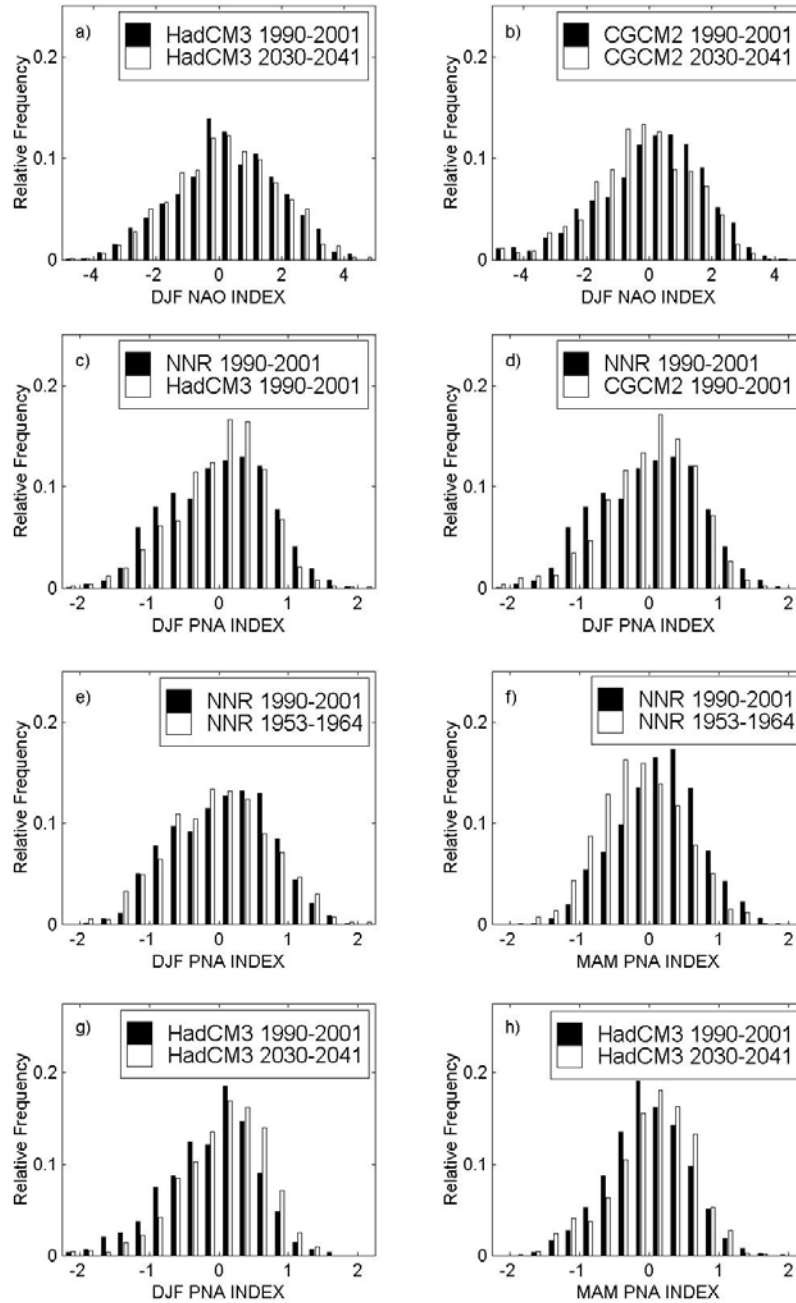 a)
HadCM3 1990-2001
HadCM3 2030-2041
0.2
0.1
0
Relative Frequency
-4 -2 0 2 4
DJF NAO INDEX
b)
CGCM2 1990-2001
CGCM2 2030-2041
0.2
0.1
0
Relative Frequency
-4 -2 0 2 4
DJF NAO INDEX
c)
NNR 1990-2001
HadCM3 1990-2001
0.2
0.1
0
Relative Frequency
-2 -1 0 1 2
DJF PNA INDEX
d)
NNR 1990-2001
CGCM2 1990-2001
0.2
0.1
0
Relative Frequency
-2 -1 0 1 2
DJF PNA INDEX
e)
NNR 1990-2001
NNR 1953-1964
0.2
0.1
0
Relative Frequency
-2 -1 0 1 2
DJF PNA INDEX
f)
NNR 1990-2001
NNR 1953-1964
0.2
0.1
0
Relative Frequency
-2 -1 0 1 2
MAM PNA INDEX
g)
HadCM3 1990-2001
HadCM3 2030-2041
0.2
0.1
0
Relative Frequency
-2 -1 0 1 2
DJF PNA INDEX
h)
HadCM3 1990-2001
HadCM3 2030-2041
0.2
0.1
0
Relative Frequency
-2 -1 0 1 2
MAM PNA INDEX